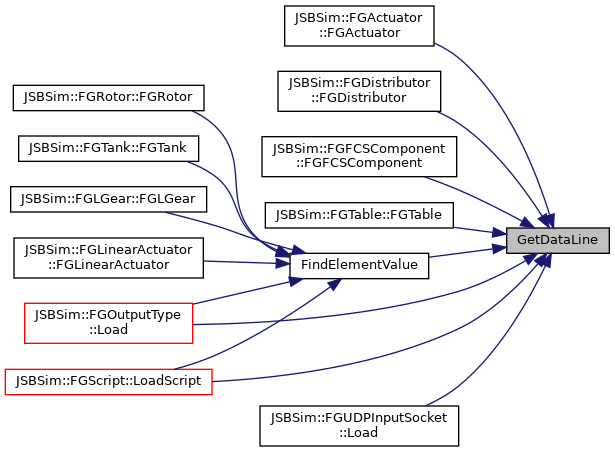 JSBSim::FGActuator
::FGActuator
JSBSim::FGDistributor
::FGDistributor
JSBSim::FGRotor::FGRotor
JSBSim::FGTank::FGTank
JSBSim::FGFCSComponent
::FGFCSComponent
JSBSim::FGLGear::FGLGear
JSBSim::FGTable::FGTable
GetDataLine
JSBSim::FGLinearActuator
::FGLinearActuator
FindElementValue
JSBSim::FGOutputType
::Load
JSBSim::FGScript::LoadScript
JSBSim::FGUDPInputSocket
::Load